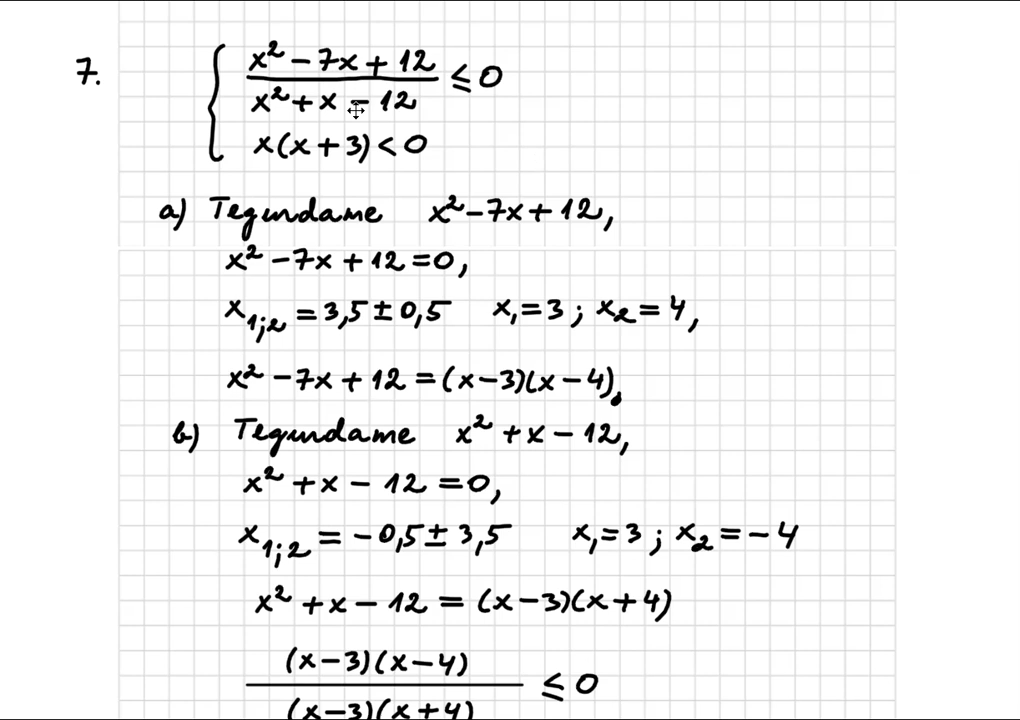 7.
x² - 7x + 12
x² + x - 12
≤ 0
x(x + 3) < 0
a) Tegurdame x² - 7x + 12,
x² - 7x + 12 = 0,
x₁;₂ = 3,5 ± 0,5 x₁ = 3 ; x₂ = 4,
x² - 7x + 12 = (x - 3)(x - 4).
b) Tegurdame x² + x - 12,
x² + x - 12 = 0,
x₁;₂ = - 0,5 ± 3,5 x₁ = 3 ; x₂ = - 4
x² + x - 12 = (x - 3)(x + 4)
(x - 3)(x - 4)
≤ 0
(x - 3)(x + 4)